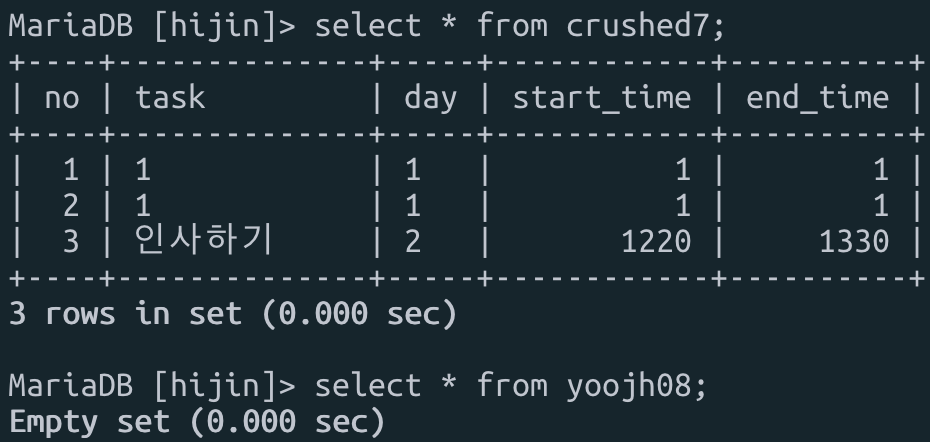 MariaDB [hijin]> select * from crushed7;
+----+--------------+-----+------------+----------+
| no | task         | day | start_time | end_time |
+----+--------------+-----+------------+----------+
|  1 | 1            | 1   |          1 |        1 |
|  2 | 1            | 1   |          1 |        1 |
|  3 | 인사하기     | 2   |       1220 |     1330 |
+----+--------------+-----+------------+----------+
3 rows in set (0.000 sec)
MariaDB [hijin]> select * from yoojh08;
Empty set (0.000 sec)